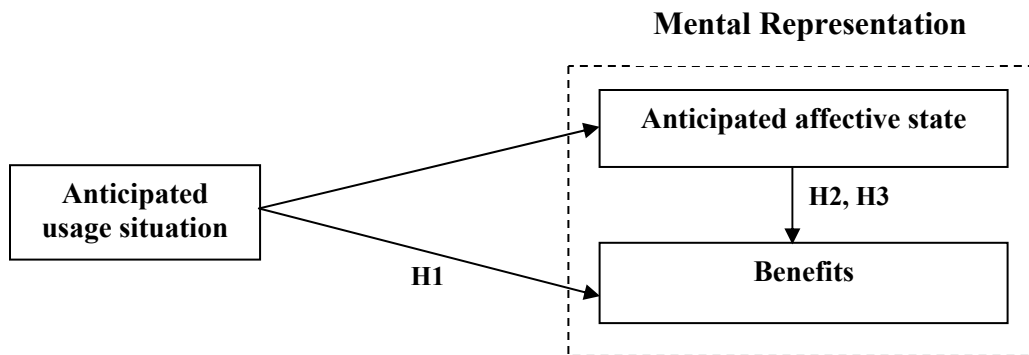 Mental Representation
Anticipated affective state
Anticipated
usage situation
H2, H3
H1
Benefits